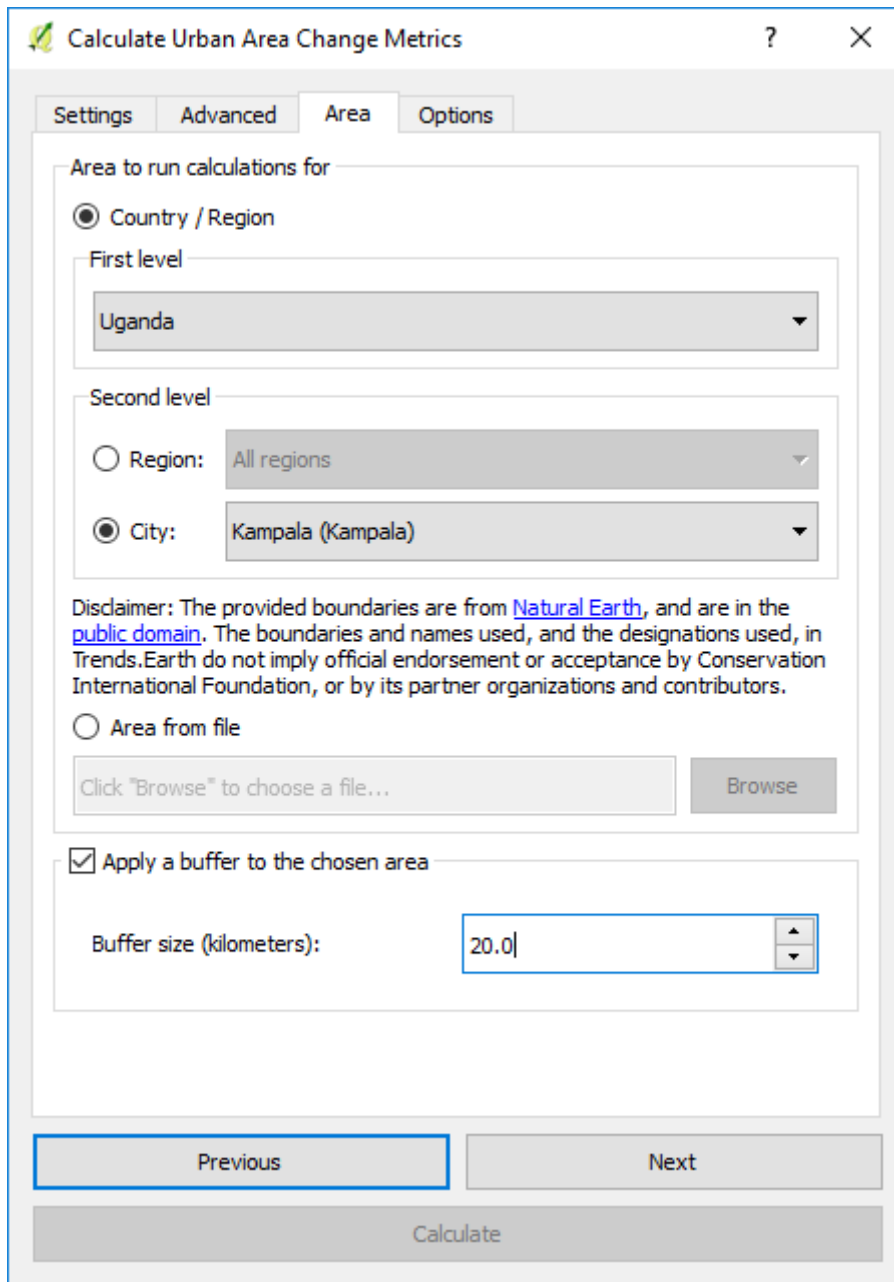 Calculate Urban Area Change Metrics ? ×
Settings Advanced Area Options
Area to run calculations for
Country / Region
First level
Uganda
Second level
Region: All regions
City: Kampala (Kampala)
Disclaimer: The provided boundaries are from Natural Earth, and are in the
public domain. The boundaries and names used, and the designations used, in
Trends.Earth do not imply official endorsement or acceptance by Conservation
International Foundation, or by its partner organizations and contributors.
Area from file
Click "Browse" to choose a file... Browse
Apply a buffer to the chosen area
Buffer size (kilometers): 20.0
Previous Next
Calculate